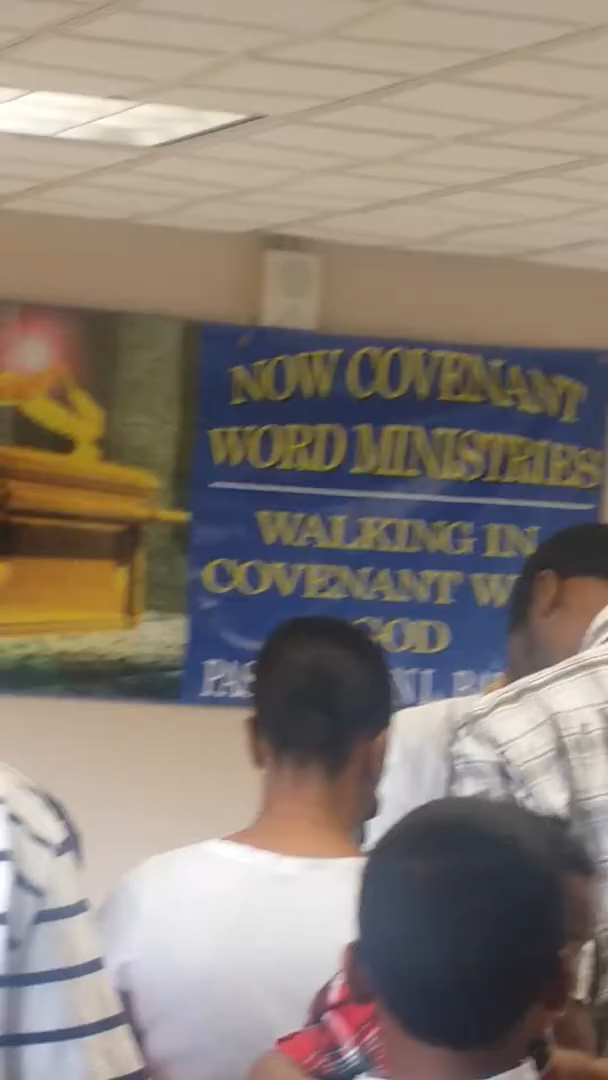 NOW COVENANT
WORD MINISTRIES
WALKING IN
COVENANT
GOD